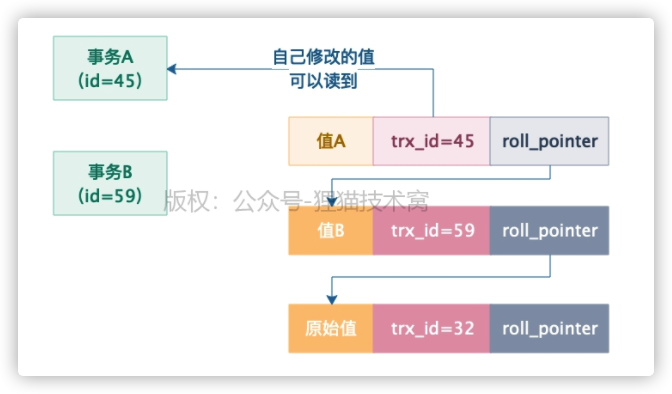 事务A
（id=45）
自己修改的值
可以读到
值A
trx_id=45
roll_pointer
事务B
（id=59）
版权：公众号-狸猫技术窝
值B
trx_id=59
roll_pointer
原始值
trx_id=32
roll_pointer